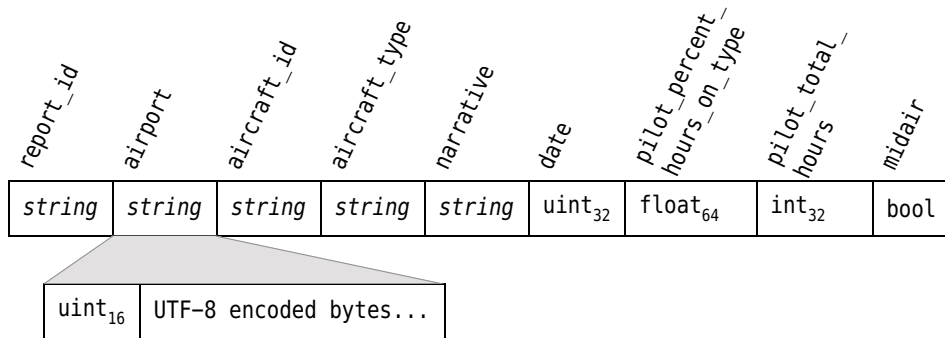 report_id
airport
aircraft_id
aircraft_type
narrative
date
pilot_percent_
hours_on_type
pilot_total_
hours
midair
string string string string string uint32 float64 int32 bool
uint16 UTF-8 encoded bytes...